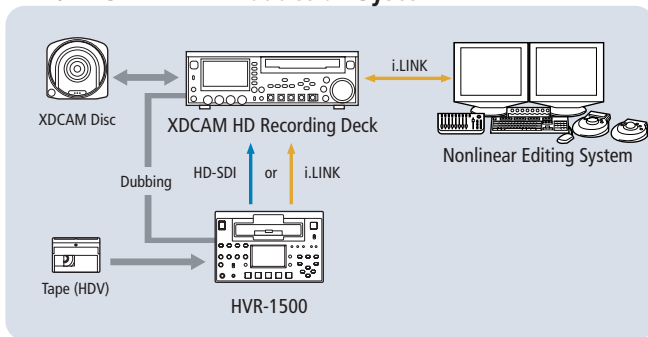 i.LINK
XDCAM Disc
XDCAM HD Recording Deck
Nonlinear Editing System
Dubbing
HD-SDI or i.LINK
Tape (HDV)
HVR-1500